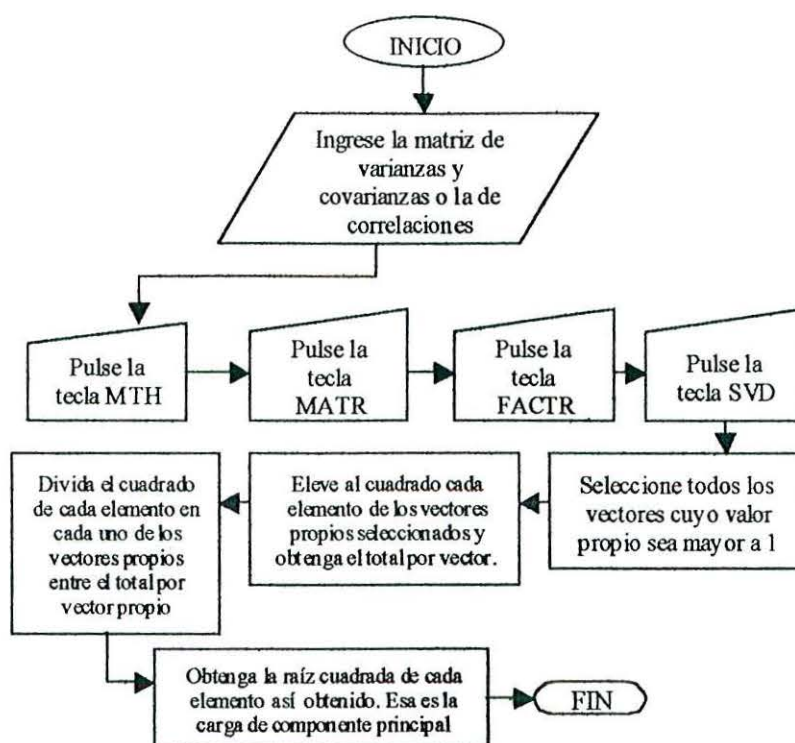 INICIO
Ingrese la matriz de
varianzas y
covarianzas o la de
correlaciones
Pulse la
tecla MTH
Pulse la
tecla
MATR
Pulse la
tecla
FACTR
Pulse la
tecla SVD
Seleccione todos los
vectores cuyo valor
propio sea mayor a 1
Eleve al cuadrado cada
elemento de los vectores
propios seleccionados y
obtenga el total por vector.
Divida el cuadrado
de cada elemento en
cada uno de los
vectores propios
entre el total por
vector propio
Obtenga la raíz cuadrada de cada
elemento así obtenido. Esa es la
carga de componente principal
FIN